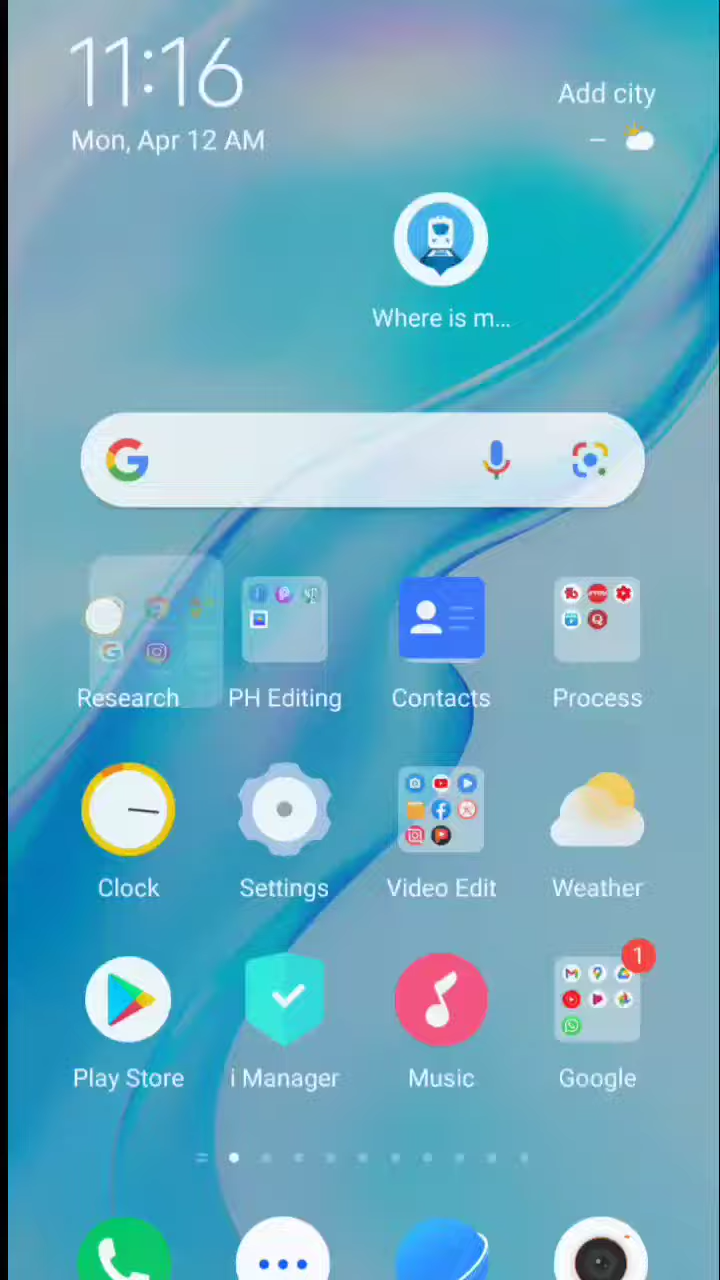 11:16
Add city
Mon, Apr 12 AM
Where is m...
Research
PH Editing
Contacts
Process
Clock
Settings
Video Edit
Weather
1
Play Store
i Manager
Music
Google